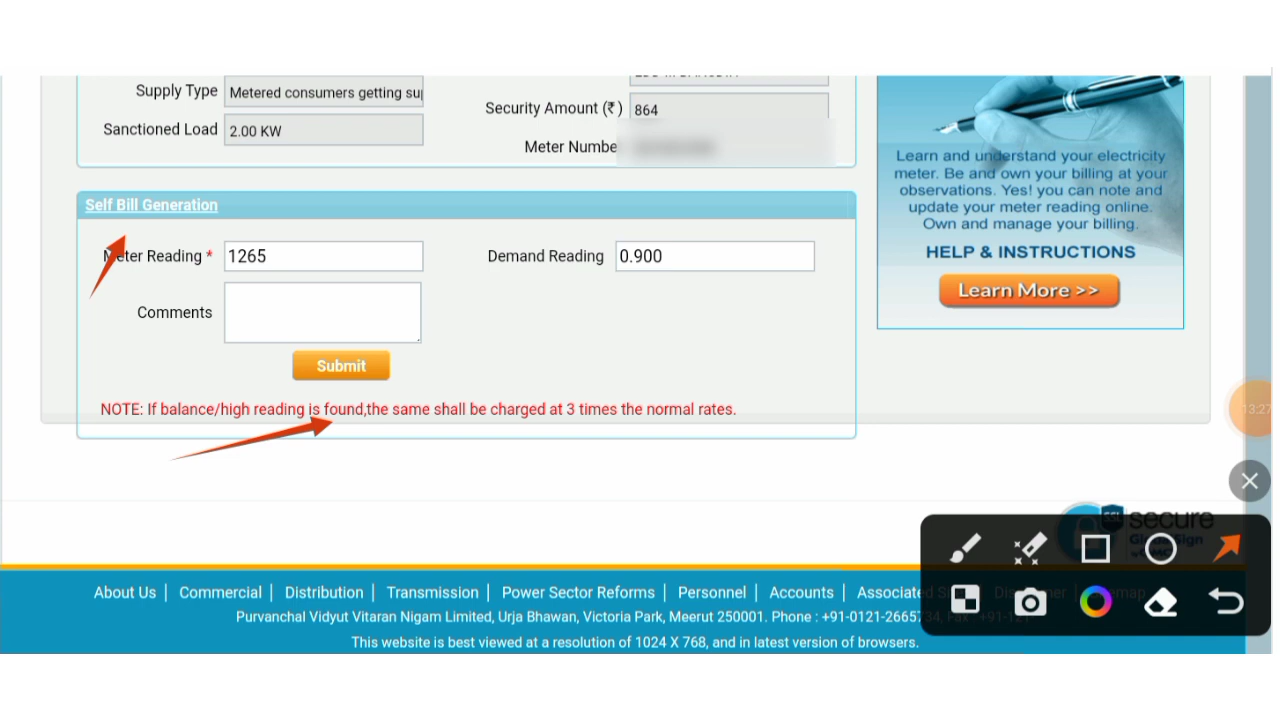 Supply Type
Metered consumers getting su
Security Amount (₹)
864
Sanctioned Load
2.00 KW
Meter Numbe
Self Bill Generation
Meter Reading *
1265
Demand Reading
0.900
Comments
Submit
NOTE: If balance/high reading is found,the same shall be charged at 3 times the normal rates.
Learn and understand your electricity
meter. Be and own your billing at your
observations. Yes! you can note and
update your meter reading online.
Own and manage your billing.
HELP & INSTRUCTIONS
Learn More >>
13:27
secure
About Us | Commercial | Distribution | Transmission | Power Sector Reforms | Personnel | Accounts | Associated
Purvanchal Vidyut Vitaran Nigam Limited, Urja Bhawan, Victoria Park, Meerut 250001. Phone : +91-0121-2665
This website is best viewed at a resolution of 1024 X 768, and in latest version of browsers.